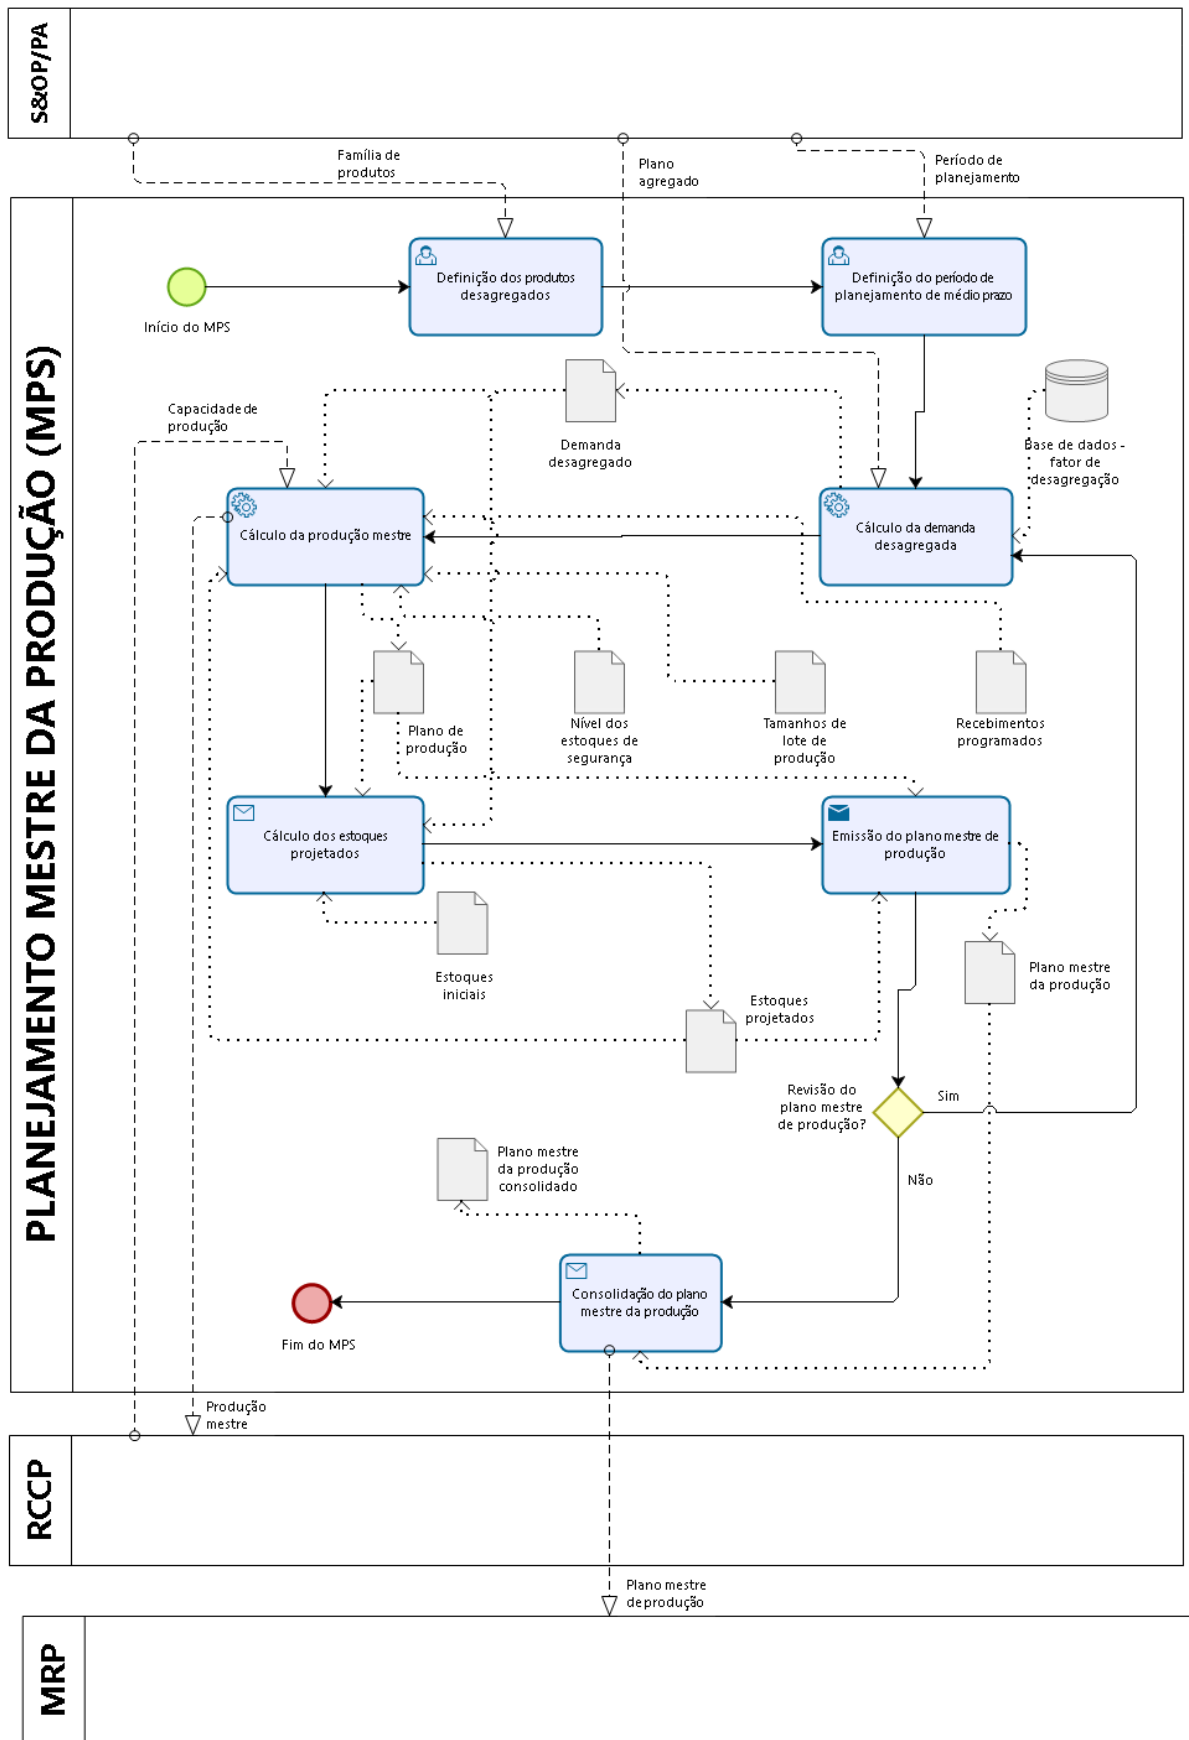 S&OP/PA
Família de
produtos
Plano
agregado
Período de
planejamento
PLANEJAMENTO MESTRE DA PRODUÇÃO (MPS)
Início do MPS
Definição dos produtos
desagregados
Definição do período de
planejamento de médio prazo
Capacidade de
produção
Demanda
desagregado
Base de dados -
fator de
desagregação
Cálculo da produção mestre
Cálculo da demanda
desagregada
Plano de
produção
Nível dos
estoques de
segurança
Tamanhos de
lote de
produção
Recebimentos
programados
Cálculo dos estoques
projetados
Emissão do plano mestre de
produção
Estoques
iniciais
Estoques
projetados
Plano mestre
da produção
Revisão do
plano mestre
de produção?
Sim
Não
Plano mestre
da produção
consolidado
Consolidação do plano
mestre da produção
Fim do MPS
Produção
mestre
RCCP
Plano mestre
de produção
MRP